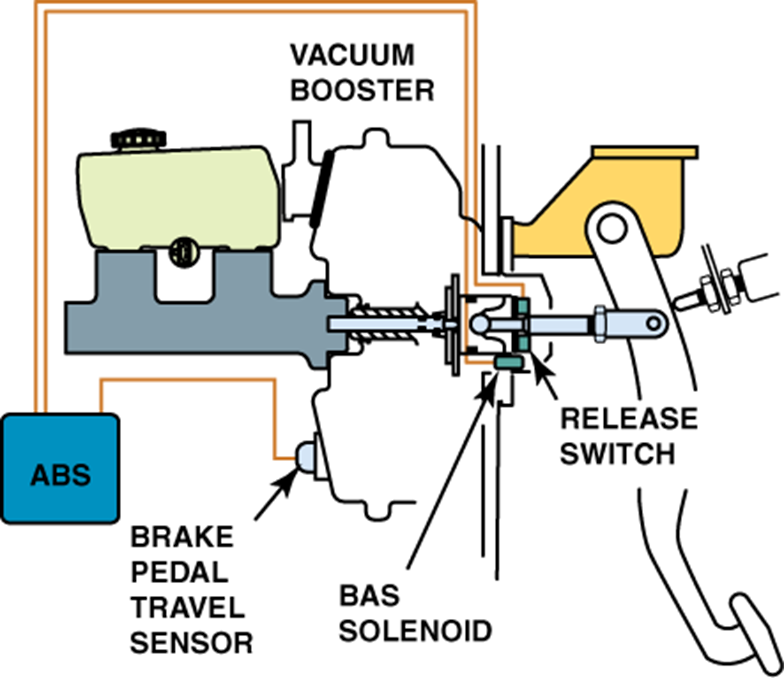 VACUUM
BOOSTER
RELEASE
SWITCH
ABS
BRAKE
PEDAL
TRAVEL
SENSOR
BAS
SOLENOID